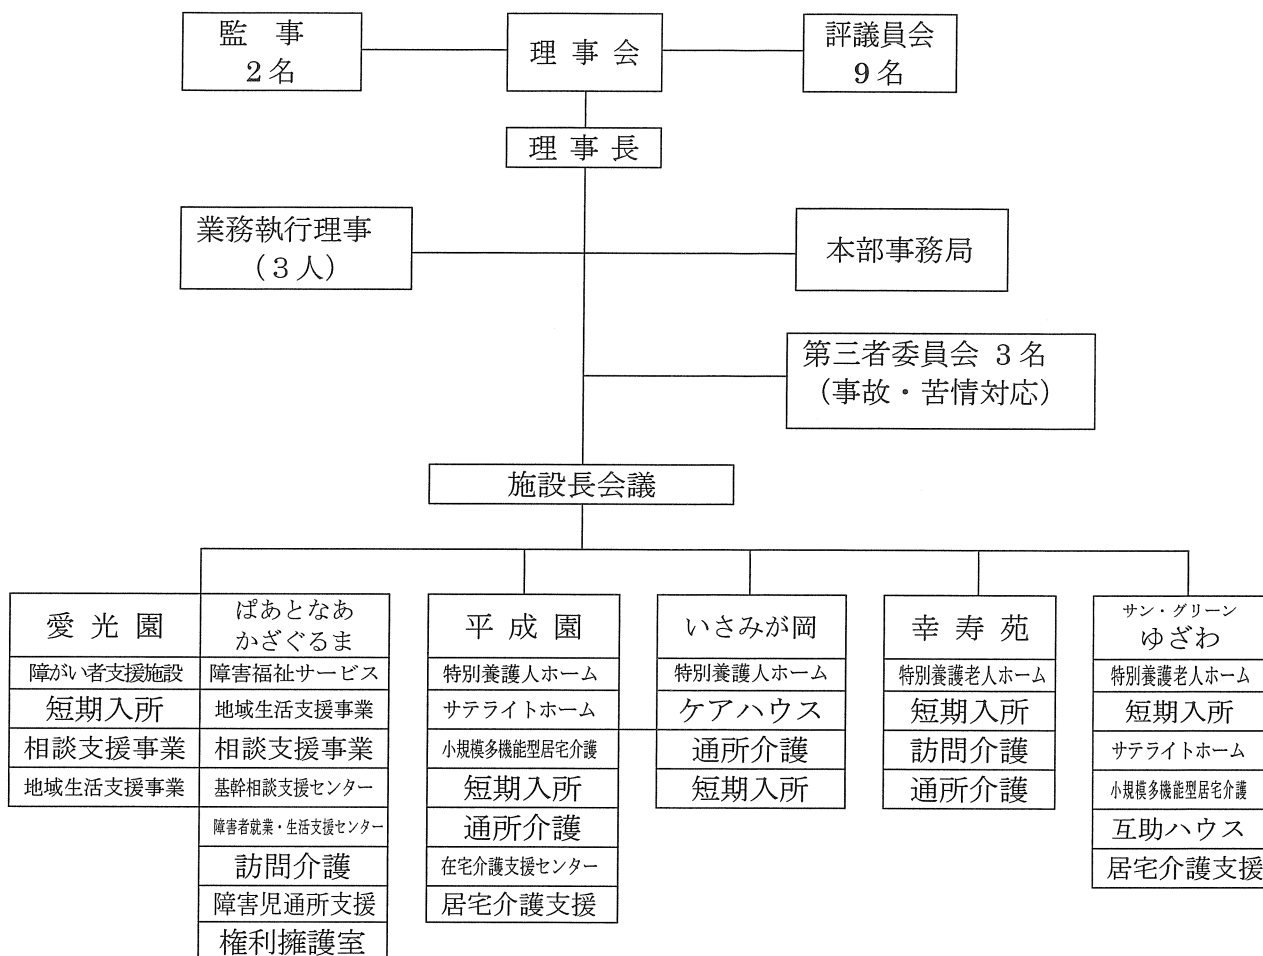 監　事
2名
理 事 会
評議員会
9名
理 事 長
業務執行理事
（3人）
本部事務局
第三者委員会 3名
（事故・苦情対応）
施設長会議
愛 光 園
障がい者支援施設
短期入所
相談支援事業
地域生活支援事業
ぱあとなあ
かざぐるま
障害福祉サービス
地域生活支援事業
相談支援事業
基幹相談支援センター
障害者就業・生活支援センター
訪問介護
障害児通所支援
権利擁護室
平 成 園
特別養護人ホーム
サテライトホーム
小規模多機能型居宅介護
短期入所
通所介護
在宅介護支援センター
居宅介護支援
いさみが岡
特別養護人ホーム
ケアハウス
通所介護
短期入所
幸 寿 苑
特別養護老人ホーム
短期入所
訪問介護
通所介護
サン・グリーン
ゆざわ
特別養護老人ホーム
短期入所
サテライトホーム
小規模多機能型居宅介護
互助ハウス
居宅介護支援